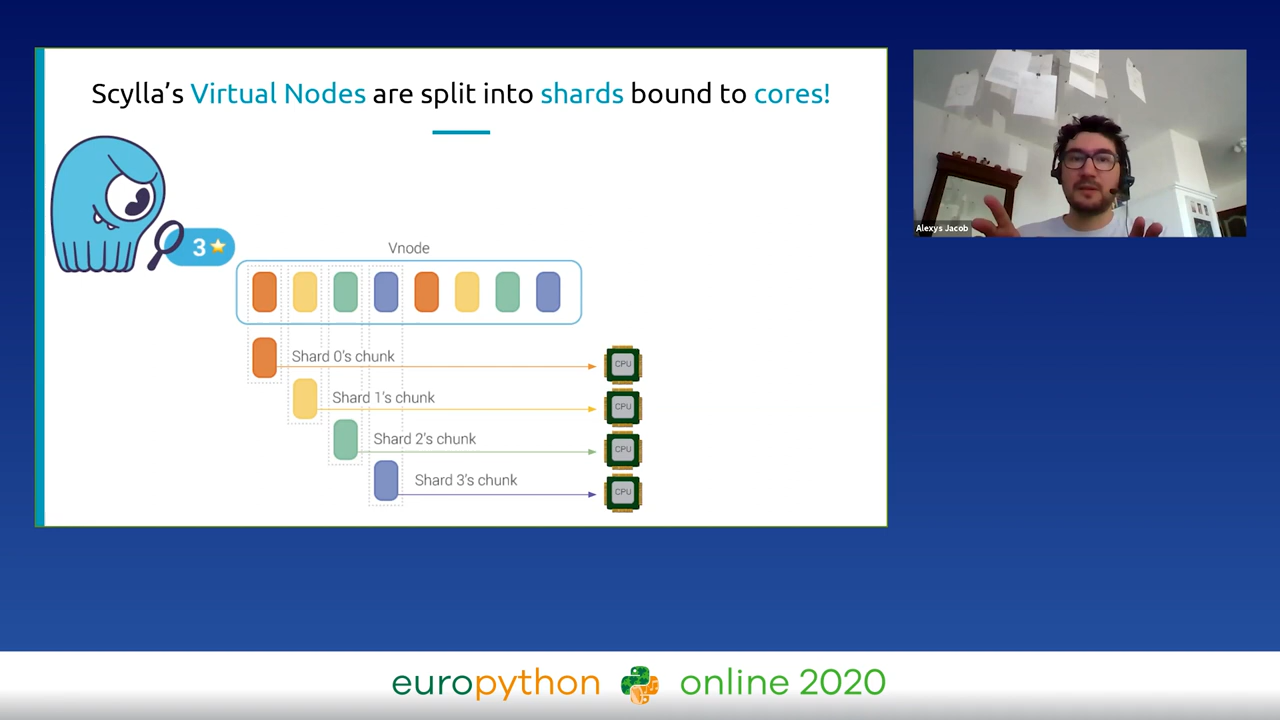 Scylla's Virtual Nodes are split into shards bound to cores!
3
Vnode
Shard 0's chunk
CPU
Shard 1's chunk
CPU
Shard 2's chunk
CPU
Shard 3's chunk
CPU
Alexys Jacob
europython online 2020